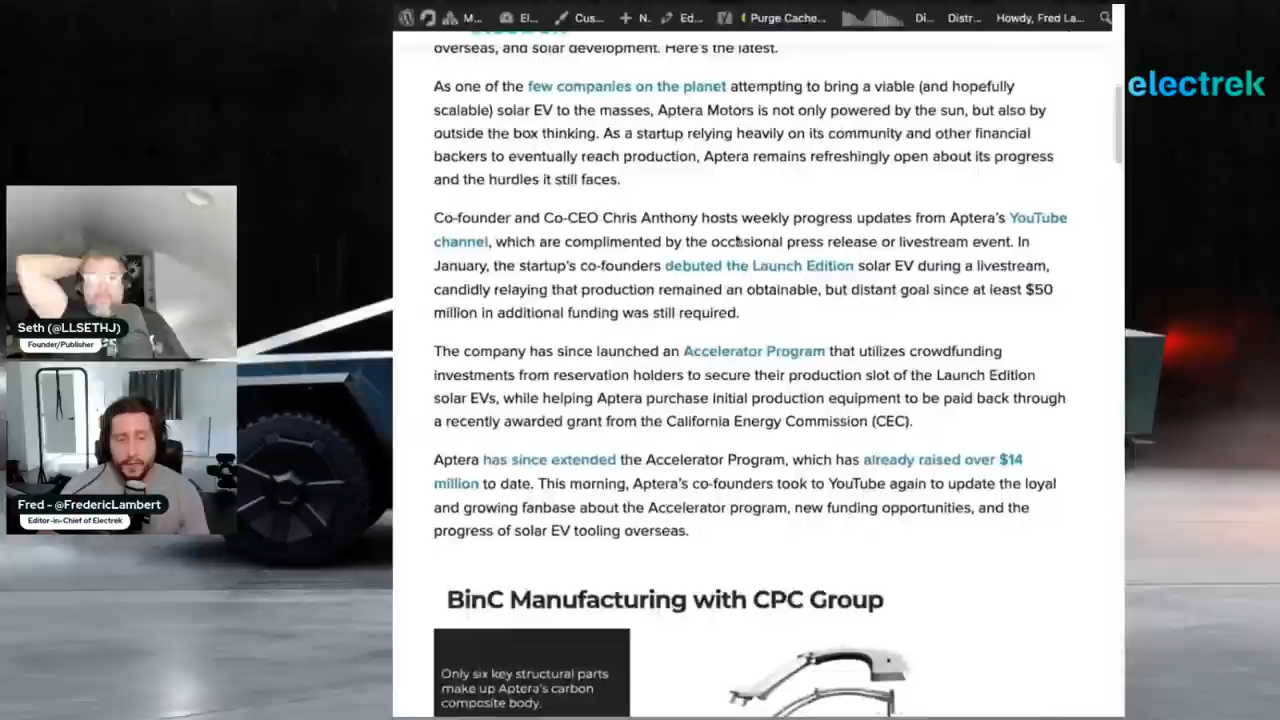 M...
El...
Cus...
N.
Ed...
Purge Cache...
Di...
Distr...
Howdy, Fred La...
overseas, and solar development. Here's the latest.
electrek
As one of the few companies on the planet attempting to bring a viable (and hopefully
scalable) solar EV to the masses, Aptera Motors is not only powered by the sun, but also by
outside the box thinking. As a startup relying heavily on its community and other financial
backers to eventually reach production, Aptera remains refreshingly open about its progress
and the hurdles it still faces.
Co-founder and Co-CEO Chris Anthony hosts weekly progress updates from Aptera's YouTube
channel, which are complimented by the occasional press release or livestream event. In
January, the startup's co-founders debuted the Launch Edition solar EV during a livestream,
candidly relaying that production remained an obtainable, but distant goal since at least $50
million in additional funding was still required.
Seth (@LLSETHJ)
Founder/Publisher
The company has since launched an Accelerator Program that utilizes crowdfunding
investments from reservation holders to secure their production slot of the Launch Edition
solar EVs, while helping Aptera purchase initial production equipment to be paid back through
a recently awarded grant from the California Energy Commission (CEC).
Aptera has since extended the Accelerator Program, which has already raised over $14
million to date. This morning, Aptera's co-founders took to YouTube again to update the loyal
and growing fanbase about the Accelerator program, new funding opportunities, and the
progress of solar EV tooling overseas.
Fred - @FredericLambert
Editor-in-Chief of Electrek
BinC Manufacturing with CPC Group
Only six key structural parts
make up Aptera's carbon
composite body.